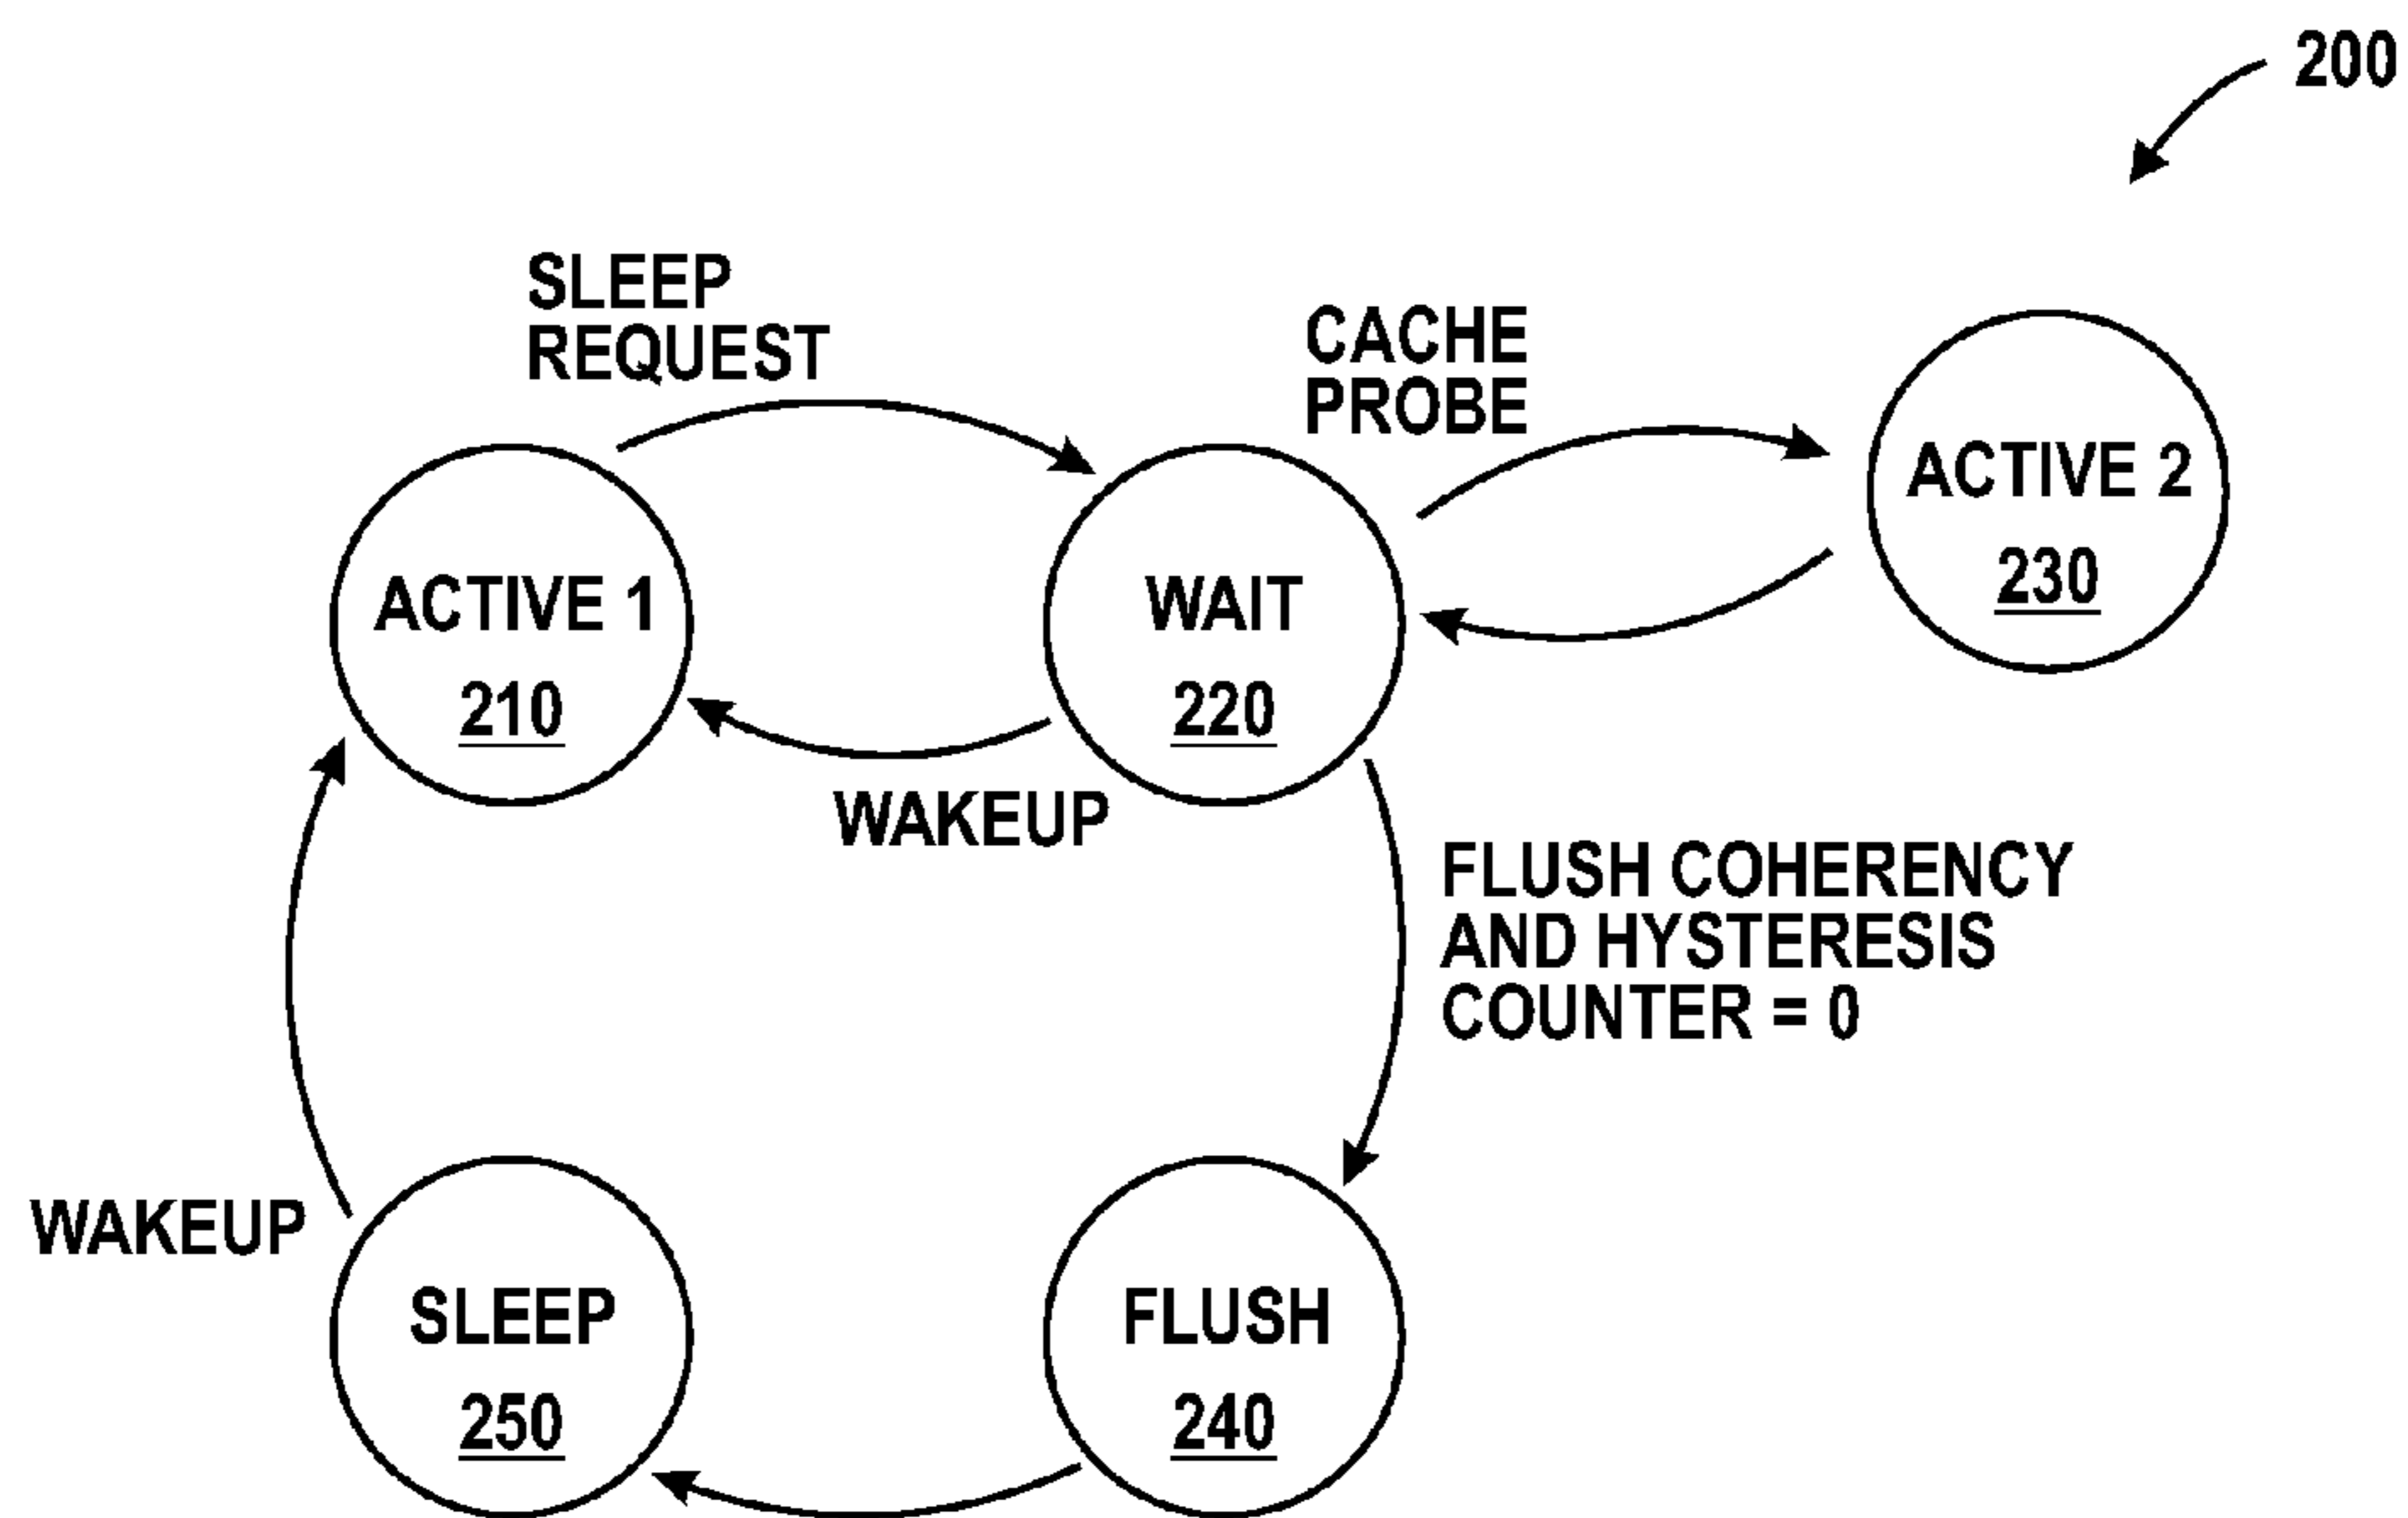 200
SLEEP
REQUEST
CACHE
PROBE
ACTIVE 2
230
ACTIVE 1
210
WAIT
220
WAKEUP
FLUSH COHERENCY
AND HYSTERESIS
COUNTER = 0
WAKEUP
SLEEP
250
FLUSH
240